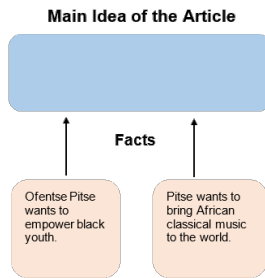 Main Idea of the Article
Facts
Ofentse Pitse
wants to
empower black
youth.
Pitse wants to
bring African
classical music
to the world.